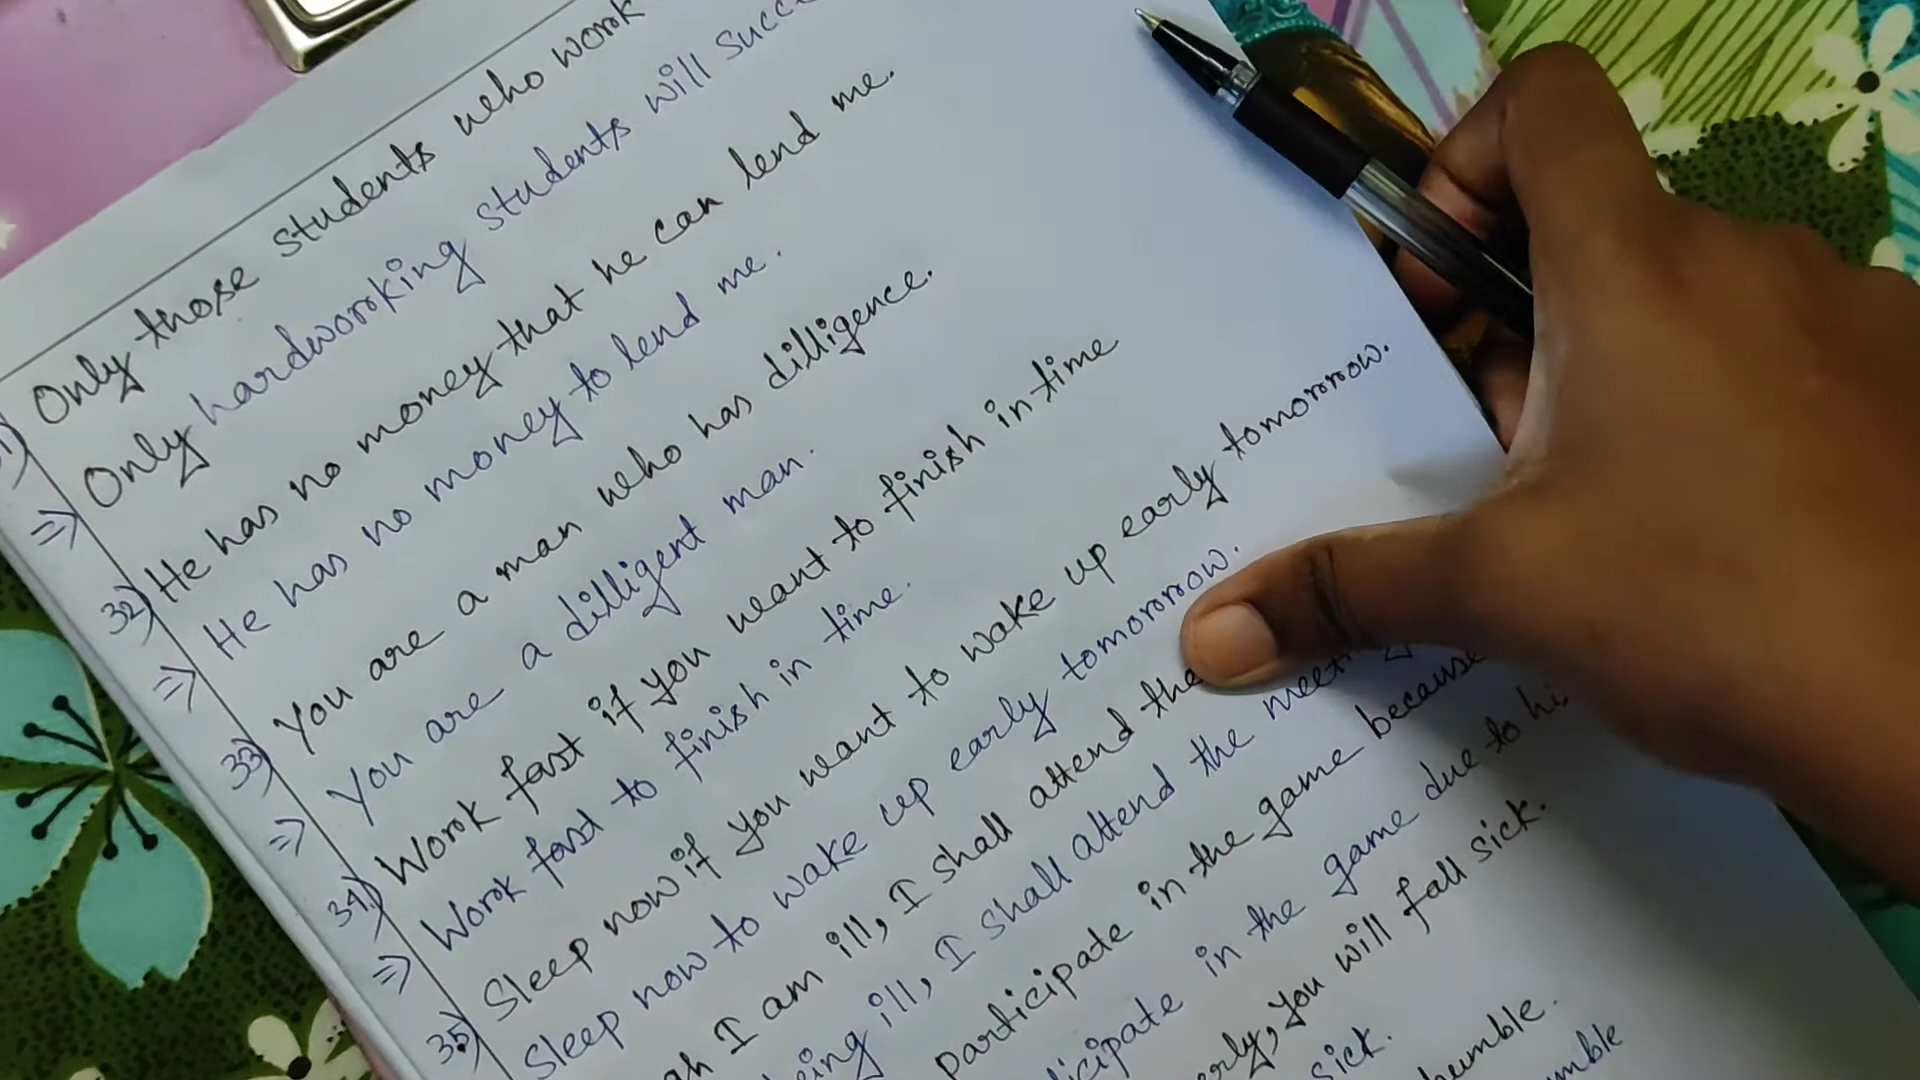 Only those students who work
31) Only hardworking students will succe
=> He has no money that he can lend me.
32) He has no money to lend me.
=> You are a man who has dilligence.
33) You are a dilligent man.
=> Work fast if you want to finish in time
34) Work fast to finish in time.
=> Sleep now if you want to wake up early tomorrow.
35) Sleep now to wake up early tomorrow.
I am ill, I shall attend the
ill, I shall attend the
participate in the game because
in the game due to
you will fall sick.
sick.
humble.